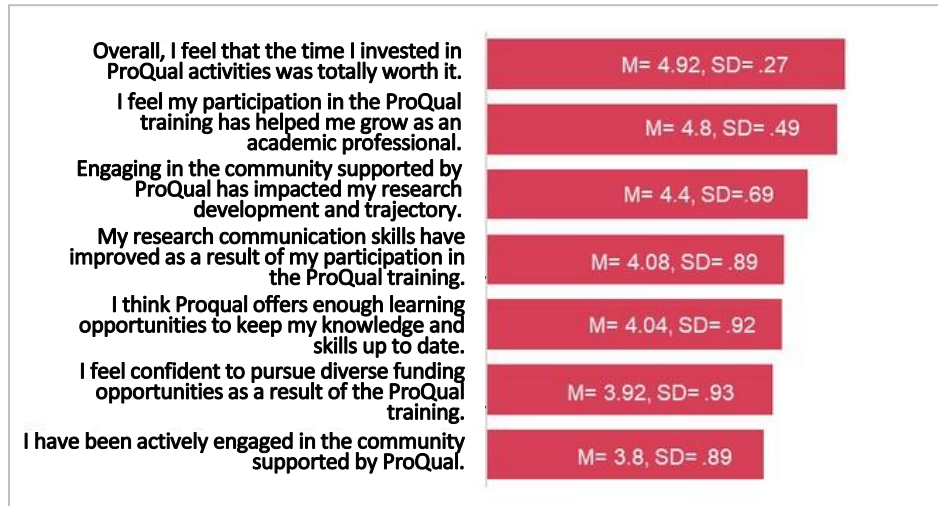 Overall, I feel that the time I invested in
ProQual activities was totally worth it.
M= 4.92, SD= .27
I feel my participation in the ProQual
training has helped me grow as an
academic professional.
M= 4.8, SD= .49
Engaging in the community supported by
ProQual has impacted my research
development and trajectory.
M= 4.4, SD=.69
My research communication skills have
improved as a result of my participation in
the ProQual training.
M= 4.08, SD= .89
I think Proqual offers enough learning
opportunities to keep my knowledge and
skills up to date.
M= 4.04, SD= .92
I feel confident to pursue diverse funding
opportunities as a result of the ProQual
training.
M= 3.92, SD= .93
I have been actively engaged in the community
supported by ProQual.
M= 3.8, SD= .89